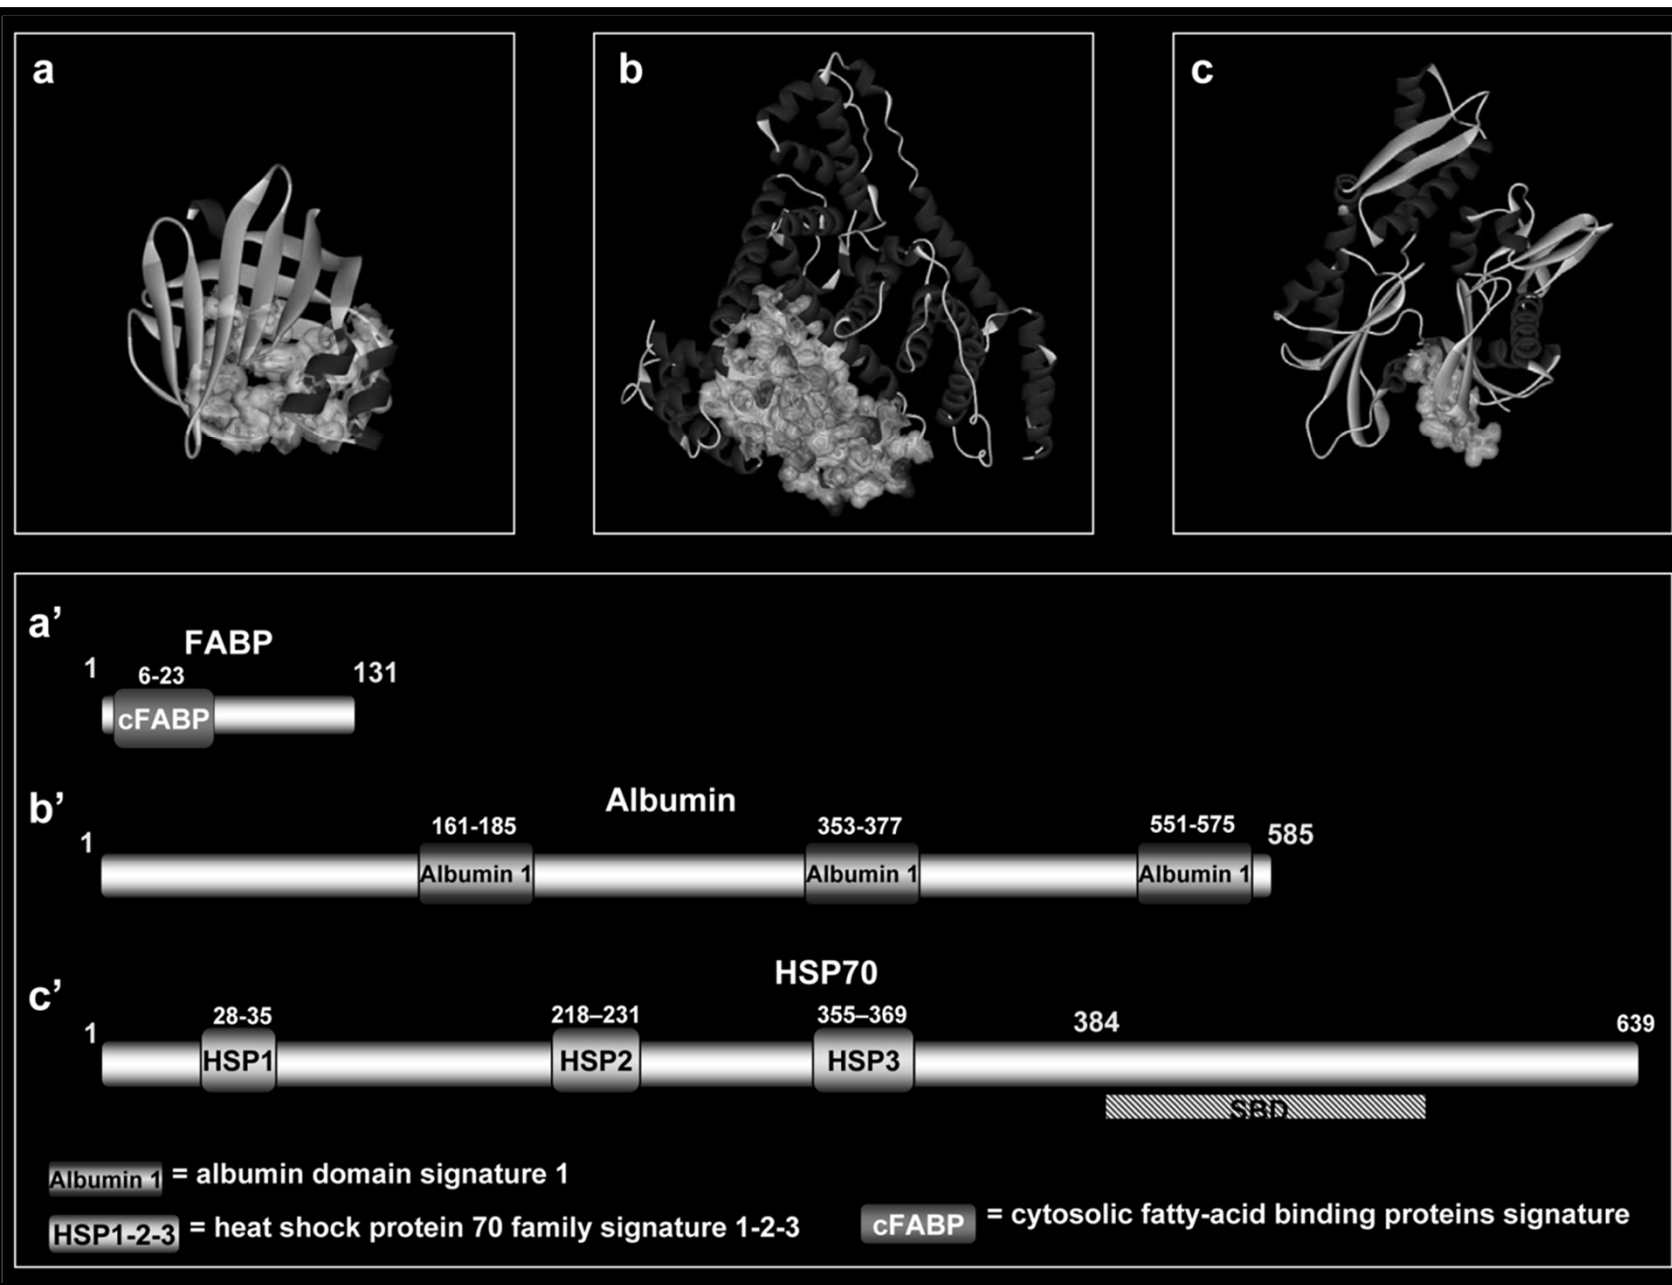 a
b
c
a’
FABP
1
6-23
131
cFABP
b’
Albumin
1
161-185
353-377
551-575
585
Albumin 1
Albumin 1
Albumin 1
c’
HSP70
1
28-35
218–231
355–369
384
639
HSP1
HSP2
HSP3
SBD
Albumin 1 = albumin domain signature 1
HSP1-2-3 = heat shock protein 70 family signature 1-2-3
cFABP = cytosolic fatty-acid binding proteins signature